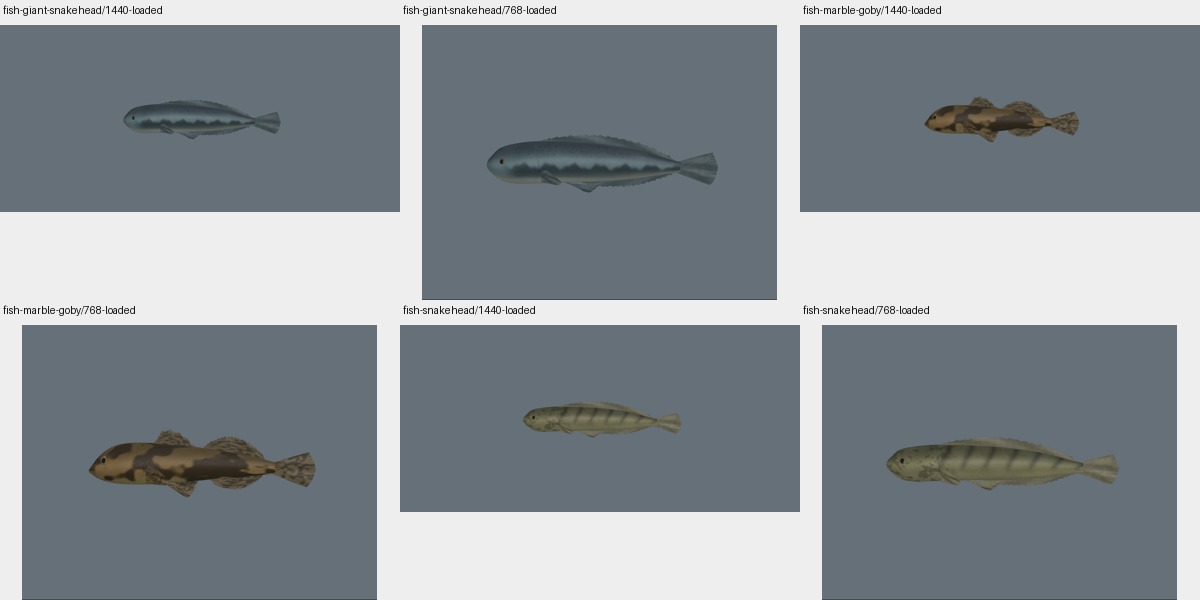 fish-giant-snakehead/1440-loaded
fish-giant-snakehead/768-loaded
fish-marble-goby/1440-loaded
fish-marble-goby/768-loaded
fish-snakehead/1440-loaded
fish-snakehead/768-loaded